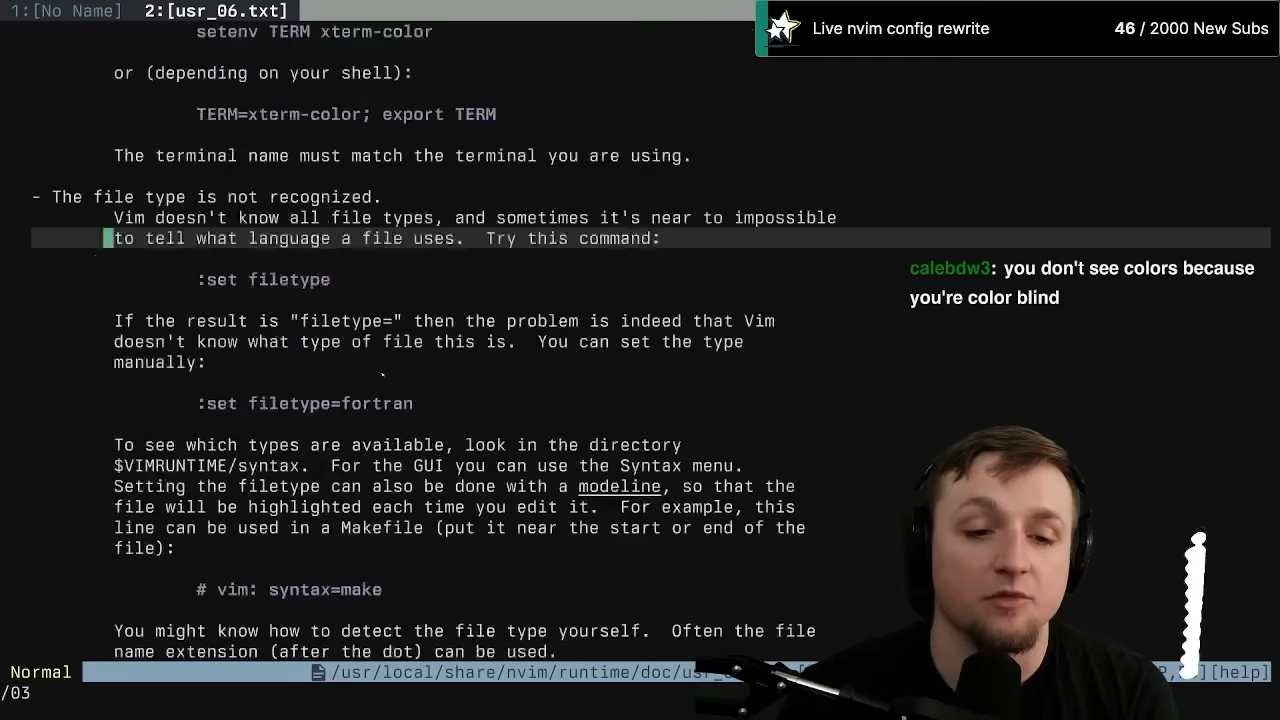 1:[No Name]  2:[usr_06.txt]
Live nvim config rewrite
46 / 2000 New Subs
setenv TERM xterm-color
or (depending on your shell):
TERM=xterm-color; export TERM
The terminal name must match the terminal you are using.
- The file type is not recognized.
Vim doesn't know all file types, and sometimes it's near to impossible
to tell what language a file uses.  Try this command:
:set filetype
If the result is "filetype=" then the problem is indeed that Vim
doesn't know what type of file this is.  You can set the type
manually:
:set filetype=fortran
To see which types are available, look in the directory
$VIMRUNTIME/syntax.  For the GUI you can use the Syntax menu.
Setting the filetype can also be done with a modeline, so that the
file will be highlighted each time you edit it.  For example, this
line can be used in a Makefile (put it near the start or end of the
file):
# vim: syntax=make
You might know how to detect the file type yourself.  Often the file
name extension (after the dot) can be used.
calebdw3: you don't see colors because
you're color blind
Normal
/usr/local/share/nvim/runtime/doc/
[help]
/03